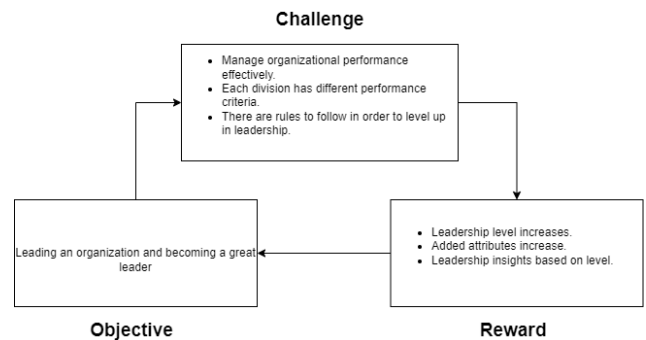 Challenge
• Manage organizational performance
effectively.
• Each division has different performance
criteria.
• There are rules to follow in order to level up
in leadership.
Leading an organization and becoming a great
leader
• Leadership level increases.
• Added attributes increase.
• Leadership insights based on level.
Objective
Reward